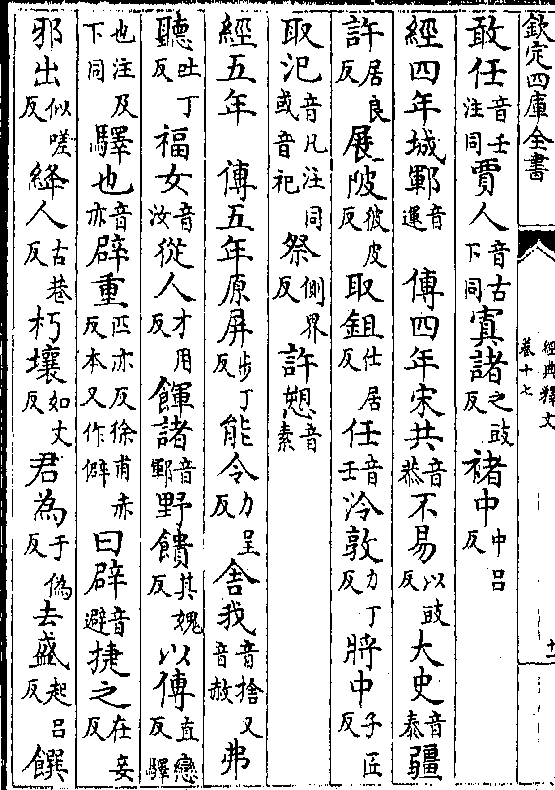 欽定四庫全書
經典釋文
卷十七
十一
敢任音壬注同賈人音古下同寘諸之豉反褚中中呂反
經四年城鄆音運 傳四年宋共音恭不易以豉反大史音泰疆
許居良反展陂彼皮反取鉏仕居反任音壬泠敦力丁反將中子匠反
取汜音凡注同或音祀祭側界反許愬音素
經五年 傳五年原屏步丁反能令力呈反舍我音捨又音赦弗
聽吐丁反福女音汝從人才用反餫諸音鄆野饋其媿反以傳直戀反驛
也注及下同驛也音亦辟重匹亦反徐甫赤反本又作僻曰辟音避捷之在妾反
邪出似嗟反絳人古巷反朽壤如丈反君為于偽反去盛起呂反饌